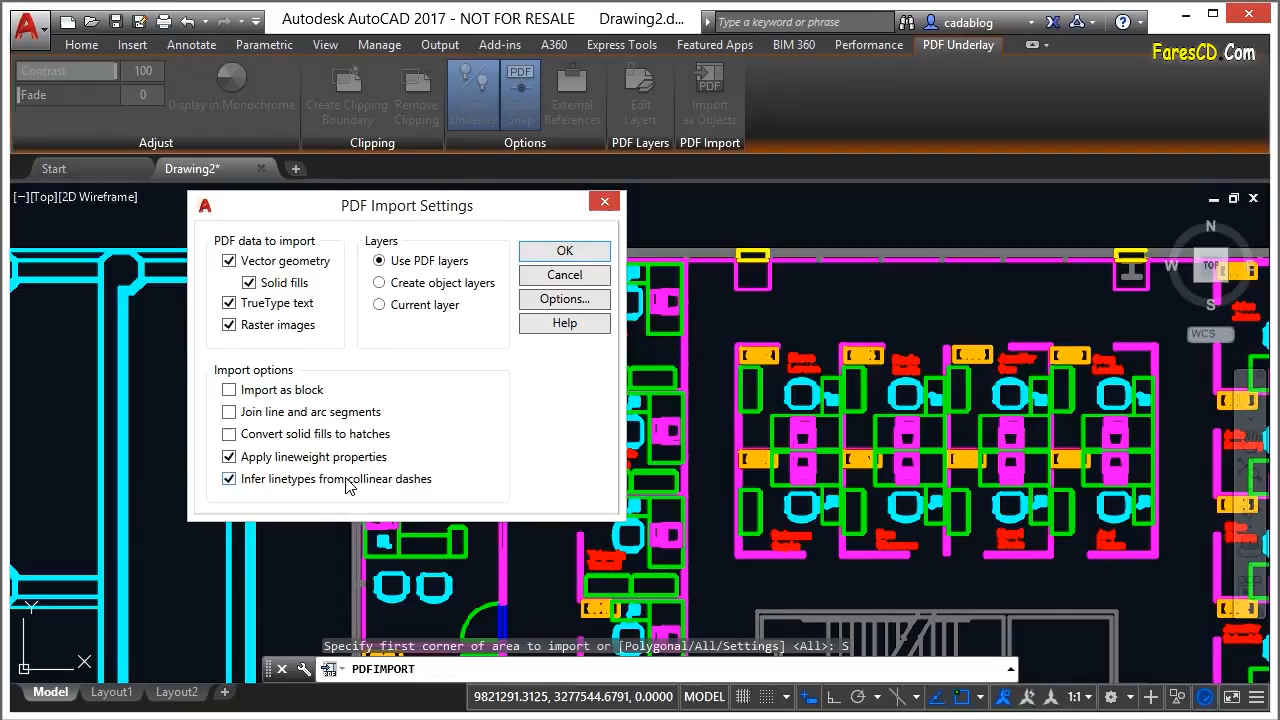 Autodesk AutoCAD 2017 - NOT FOR RESALE Drawing2.d... Type a keyword or phrase cadablog
Home Insert Annotate Parametric View Manage Output Add-ins A360 Express Tools Featured Apps BIM 360 Performance PDF Underlay
FaresCD.Com
Contrast 100
Fade 0
Display in Monochrome
Create Clipping Boundary
Remove Clipping
External References
Edit Layers
Import as Objects
Adjust Clipping Options PDF Layers PDF Import
Start Drawing2* +
[−][Top][2D Wireframe]
PDF Import Settings
PDF data to import
Vector geometry
Solid fills
TrueType text
Raster images
Layers
Use PDF layers
Create object layers
Current layer
OK
Cancel
Options...
Help
Import options
Import as block
Join line and arc segments
Convert solid fills to hatches
Apply lineweight properties
Infer linetypes from collinear dashes
N
W TOP
S
WCS
Y
X
Specify first corner of area to import or [Polygonal/All/Settings] <All>: S
PDFIMPORT
Model Layout1 Layout2 + 9821291.3125, 3277544.6791, 0.0000 MODEL 1:1